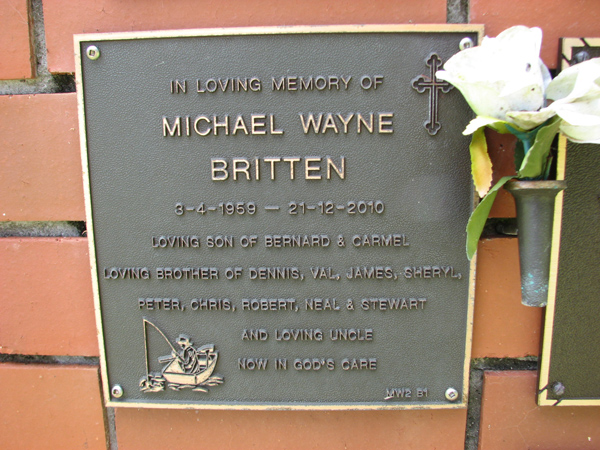 IN LOVING MEMORY OF
MICHAEL WAYNE
BRITTEN
3-4-1959 — 21-12-2010
LOVING SON OF BERNARD & CARMEL
LOVING BROTHER OF DENNIS, VAL, JAMES, SHERYL,
PETER, CHRIS, ROBERT, NEAL & STEWART
AND LOVING UNCLE
NOW IN GOD'S CARE
MW2 B1